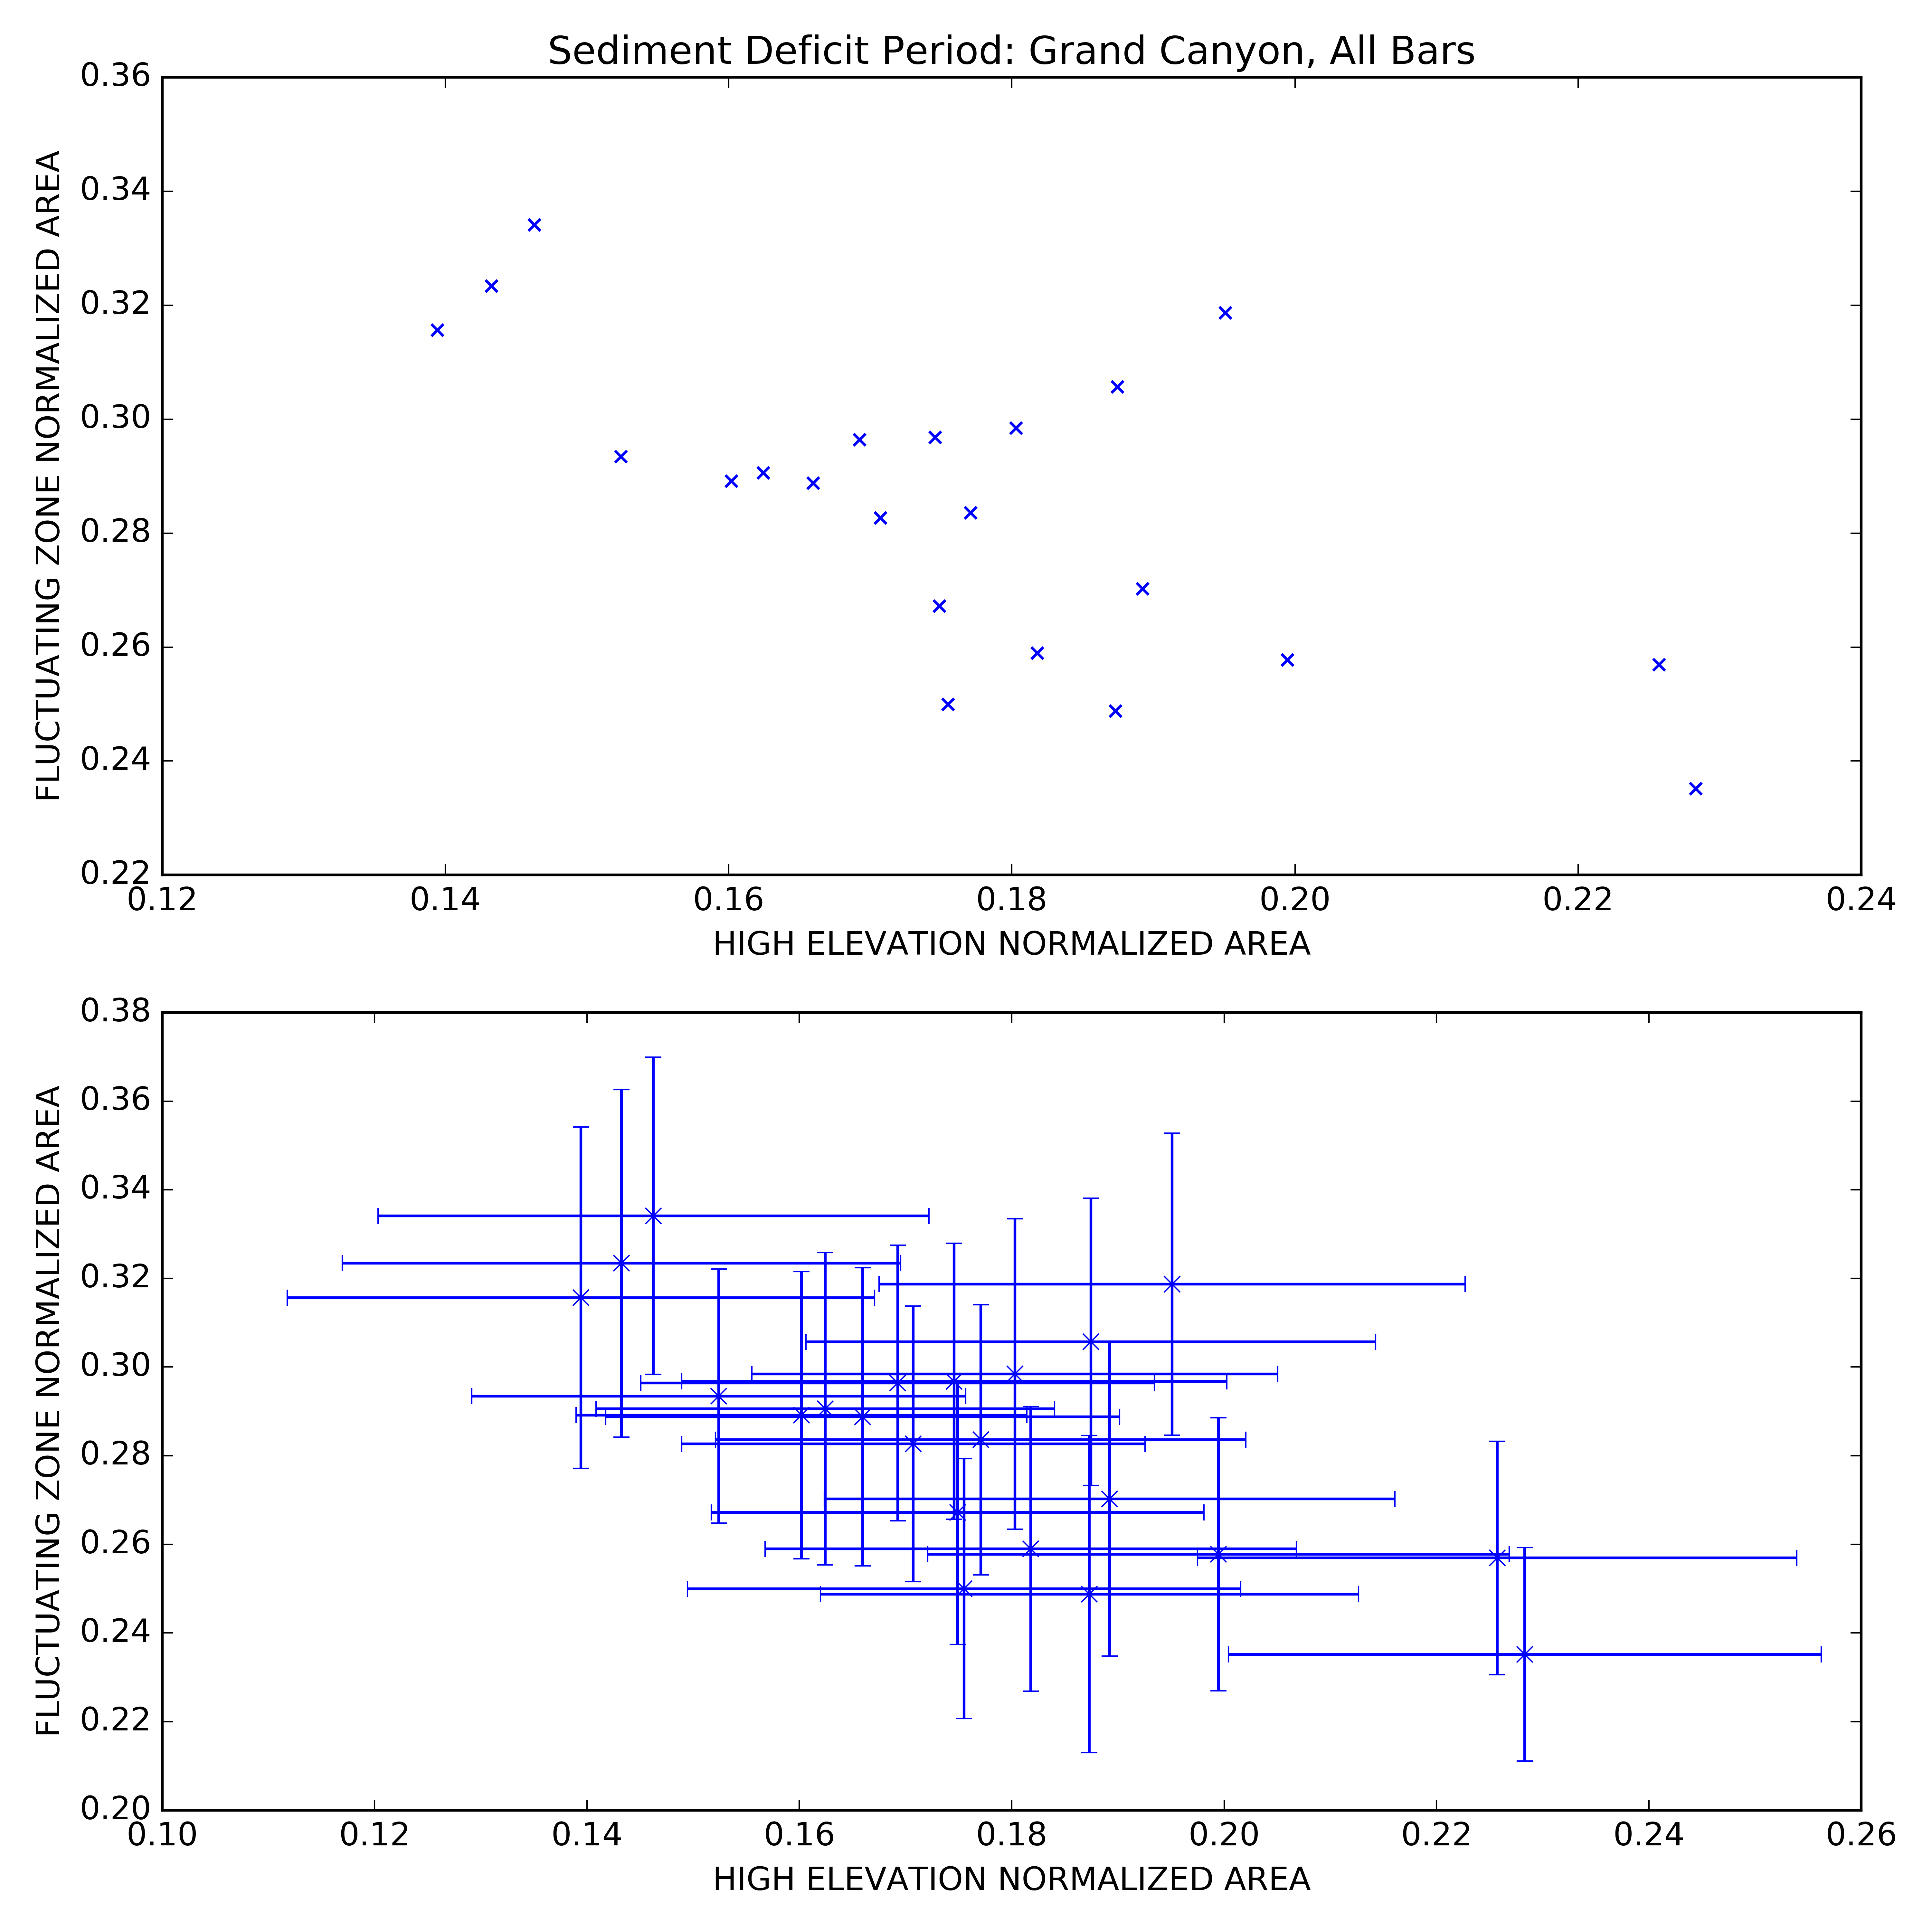 Sediment Deficit Period: Grand Canyon, All Bars
0.36
0.34
0.32
0.30
0.28
0.26
0.24
0.22
FLUCTUATING ZONE NORMALIZED AREA
0.12 0.14 0.16 0.18 0.20 0.22 0.24
HIGH ELEVATION NORMALIZED AREA
0.38
0.36
0.34
0.32
0.30
0.28
0.26
0.24
0.22
0.20
FLUCTUATING ZONE NORMALIZED AREA
0.10 0.12 0.14 0.16 0.18 0.20 0.22 0.24 0.26
HIGH ELEVATION NORMALIZED AREA